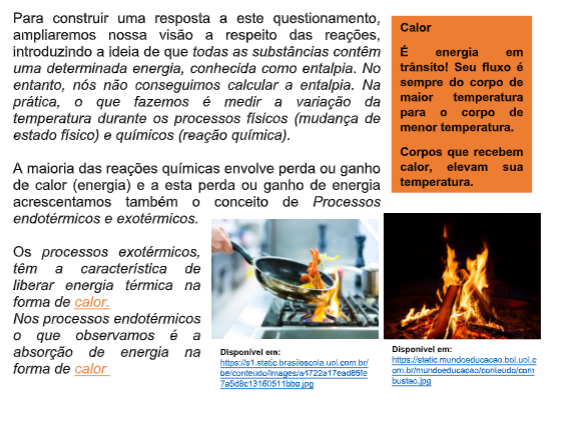 Para construir uma resposta a este questionamento,
ampliaremos nossa visão a respeito das reações,
introduzindo a ideia de que todas as substâncias contêm
uma determinada energia, conhecida como entalpia. No
entanto, nós não conseguimos calcular a entalpia. Na
prática, o que fazemos é medir a variação da
temperatura durante os processos físicos (mudança de
estado físico) e químicos (reação química).
A maioria das reações químicas envolve perda ou ganho
de calor (energia) e a esta perda ou ganho de energia
acrescentamos também o conceito de Processos
endotérmicos e exotérmicos.
Os processos exotérmicos,
têm a característica de
liberar energia térmica na
forma de calor.
Nos processos endotérmicos
o que observamos é a
absorção de energia na
forma de calor
Calor
É energia em
trânsito! Seu fluxo é
sempre do corpo de
maior temperatura
para o corpo de
menor temperatura.
Corpos que recebem
calor, elevam sua
temperatura.
Disponível em:
https://s1.static.brasilescola.uol.com.br/
be/conteudo/images/a4722a17ead85fe
7a5d8c13160511bbo.jpg
Disponível em:
https://static.mundoeducacao.bol.uol.c
om.br/mundoeducacao/conteudo/com
bustao.jpg